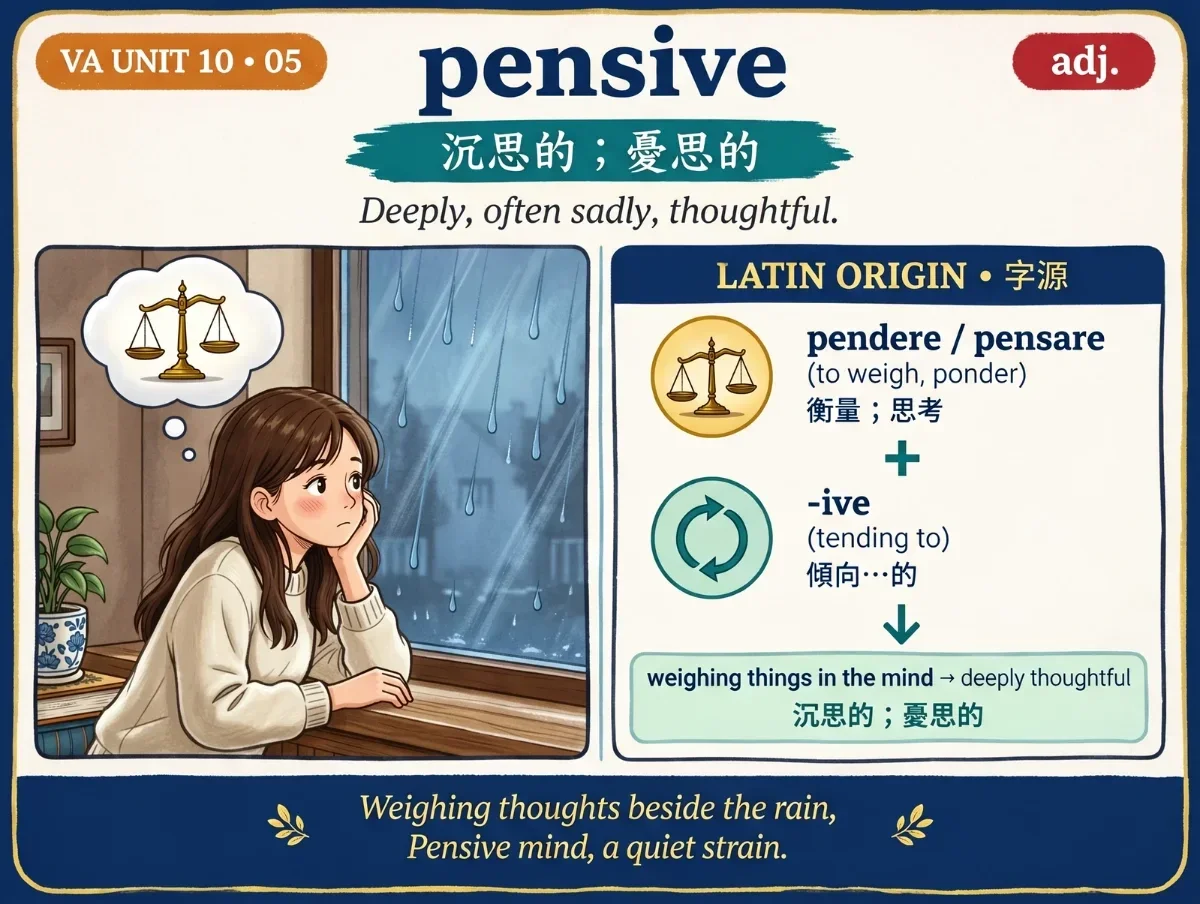 VA UNIT 10 • 05
pensive
adj.
沉思的；憂思的
Deeply, often sadly, thoughtful.
LATIN ORIGIN • 字源
pendere / pensare
(to weigh, ponder)
衡量；思考
+
-ive
(tending to)
傾向⋯的
↓
weighing things in the mind → deeply thoughtful
沉思的；憂思的
Weighing thoughts beside the rain,
Pensive mind, a quiet strain.